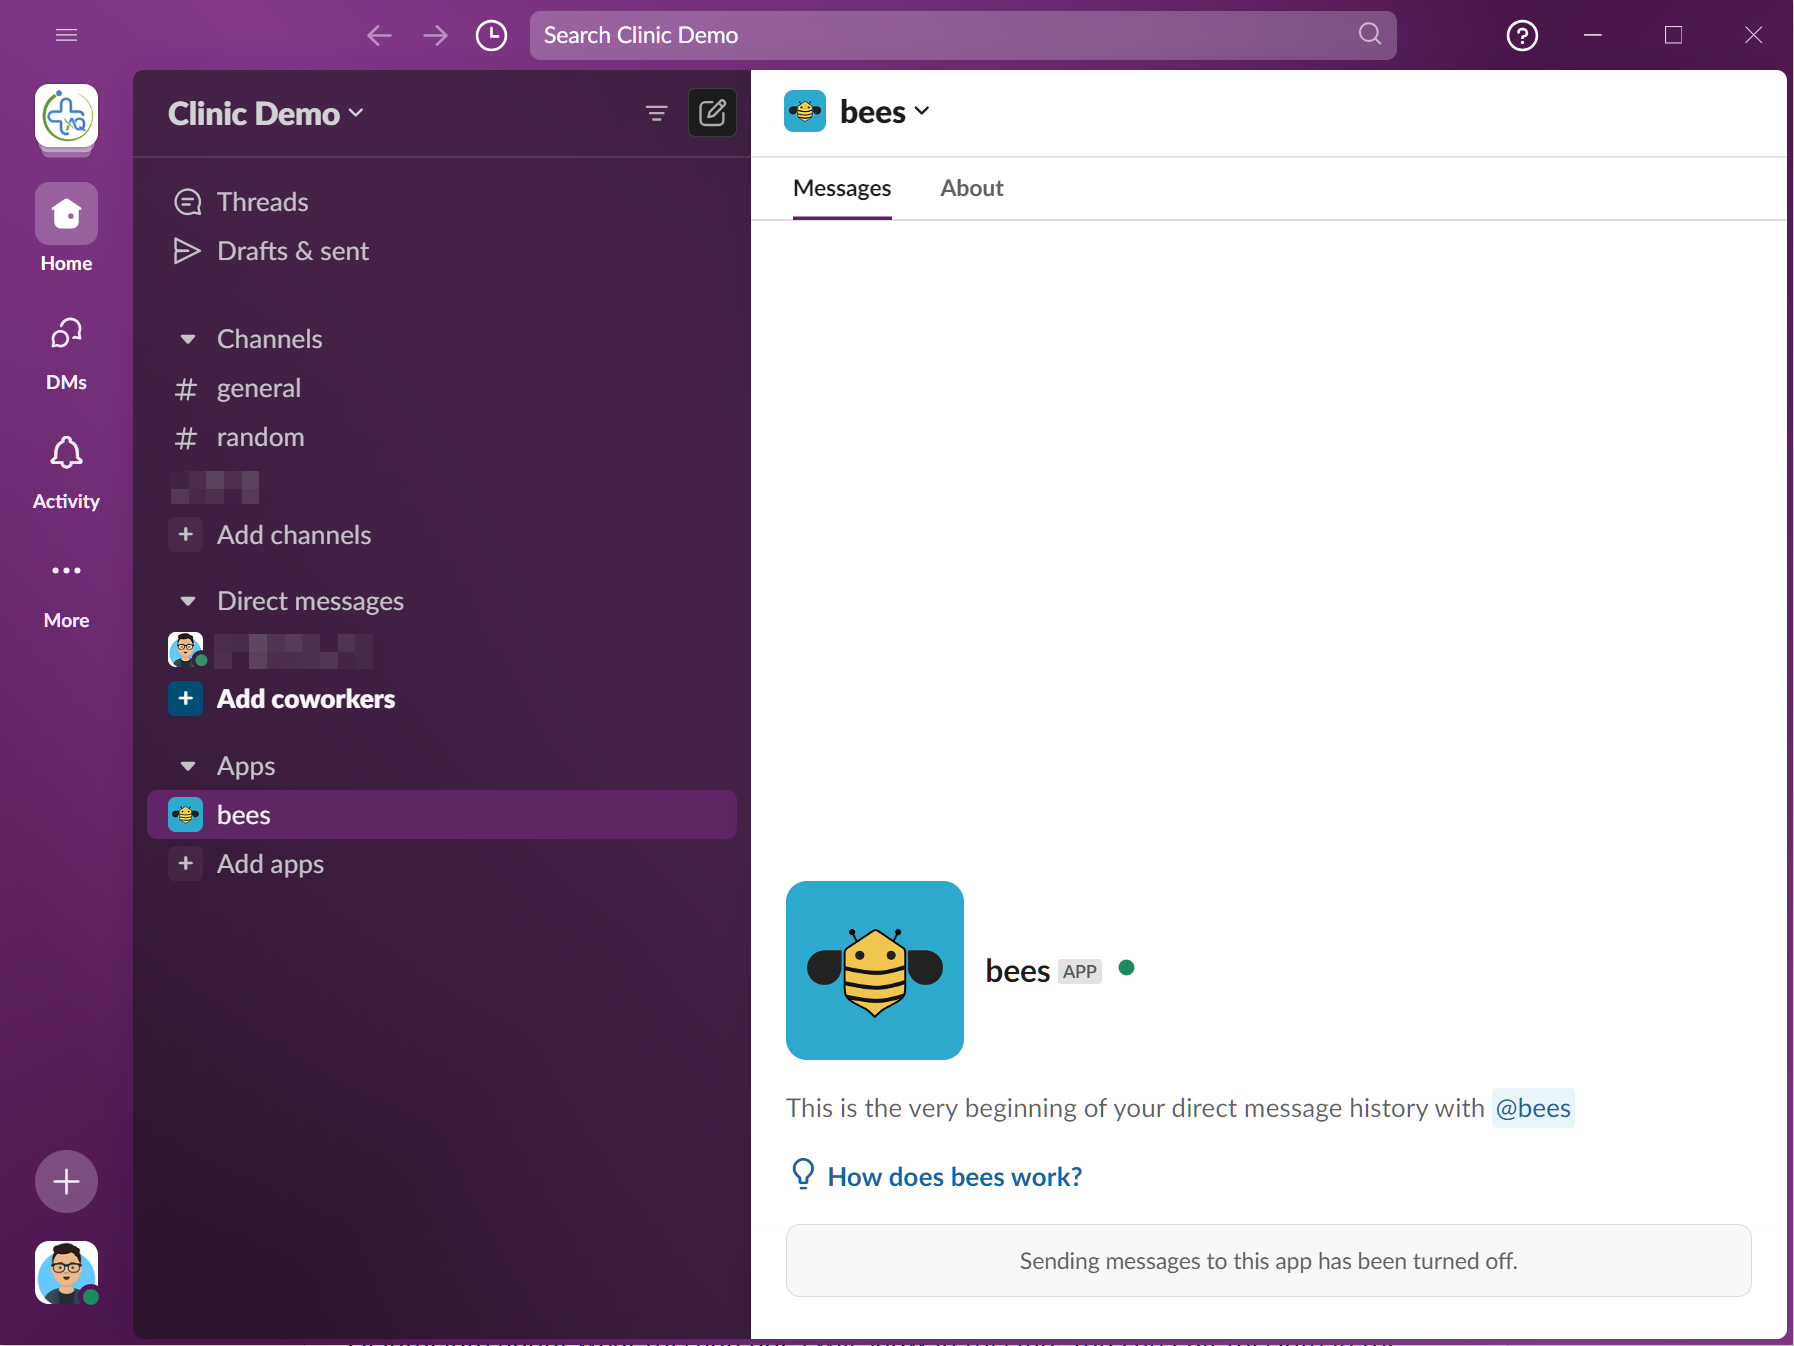 Search Clinic Demo
Clinic Demo
Home
DMs
Activity
More
Threads
Drafts & sent
Channels
general
random
Add channels
Direct messages
Add coworkers
Apps
bees
Add apps
bees
Messages
About
bees APP
This is the very beginning of your direct message history with @bees
How does bees work?
Sending messages to this app has been turned off.